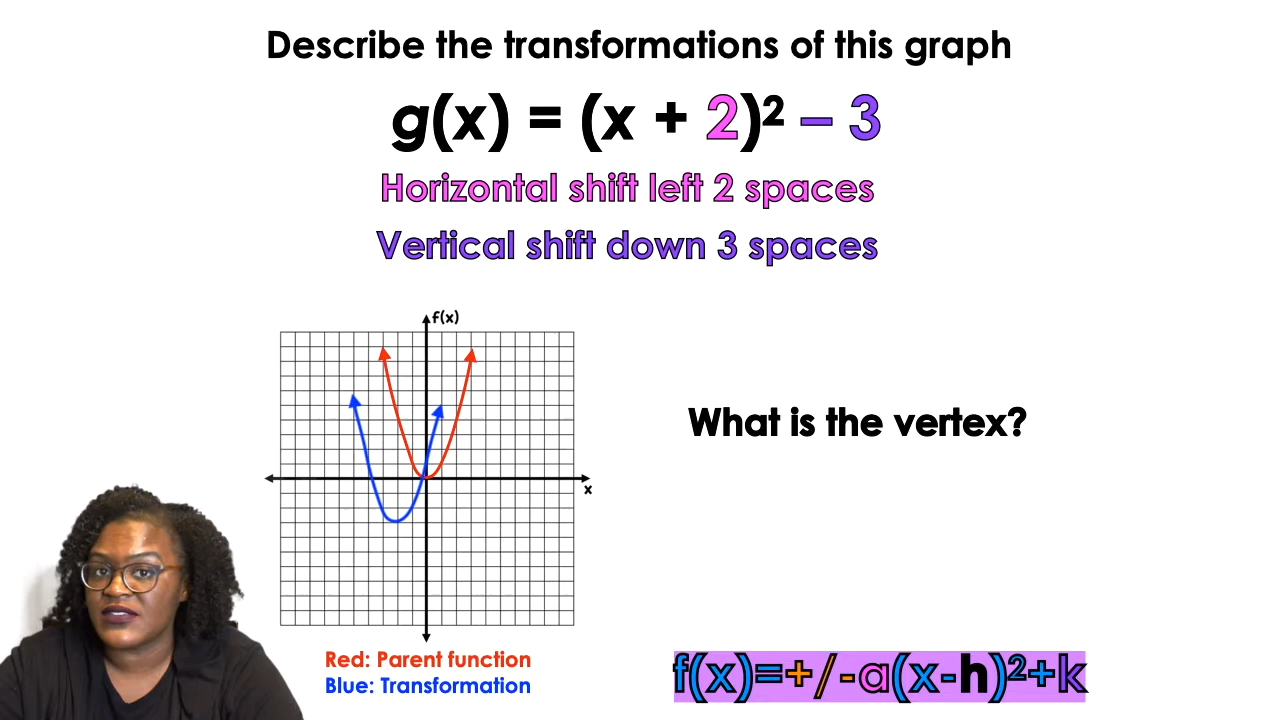 Describe the transformations of this graph
g(x) = (x + 2)² – 3
Horizontal shift left 2 spaces
Vertical shift down 3 spaces
f(x)
x
What is the vertex?
Red: Parent function
Blue: Transformation
f(x)=+/-a(x-h)²+k